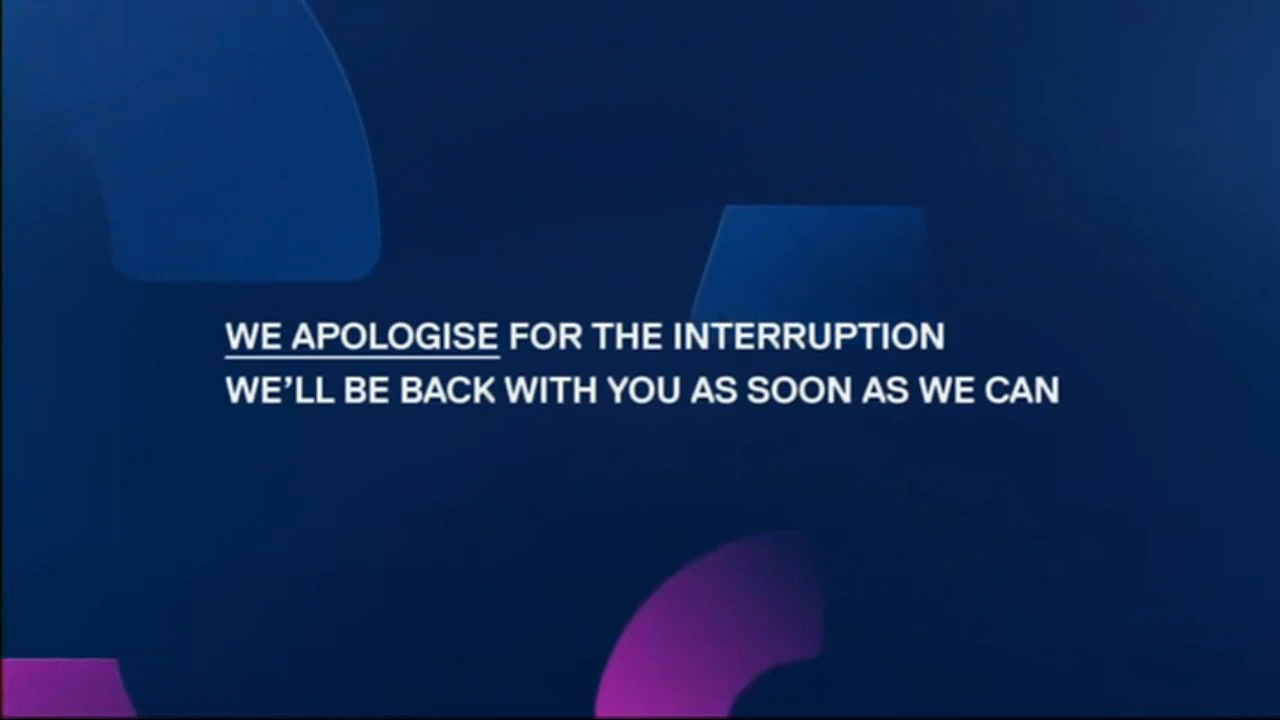 WE APOLOGISE FOR THE INTERRUPTION
WE’LL BE BACK WITH YOU AS SOON AS WE CAN